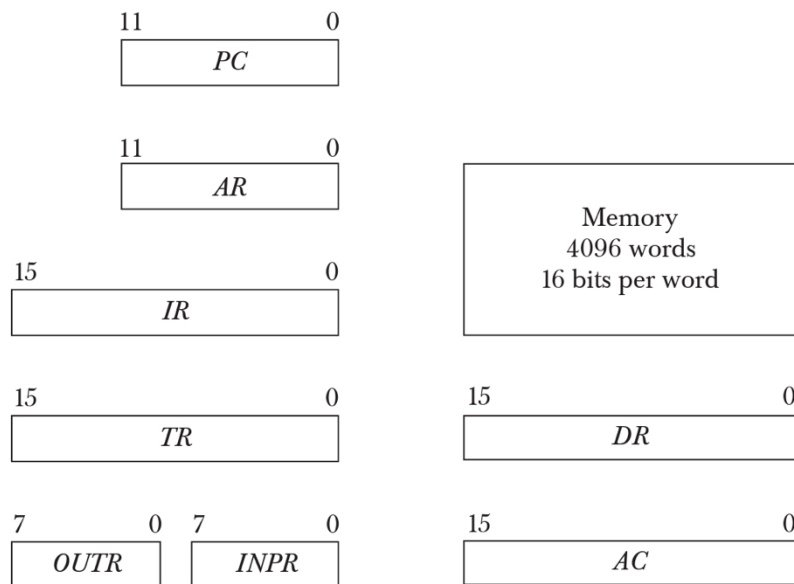 11 0
PC
11 0
AR
Memory
4096 words
16 bits per word
15 0
IR
15 0
TR
15 0
DR
7 0
OUTR
7 0
INPR
15 0
AC